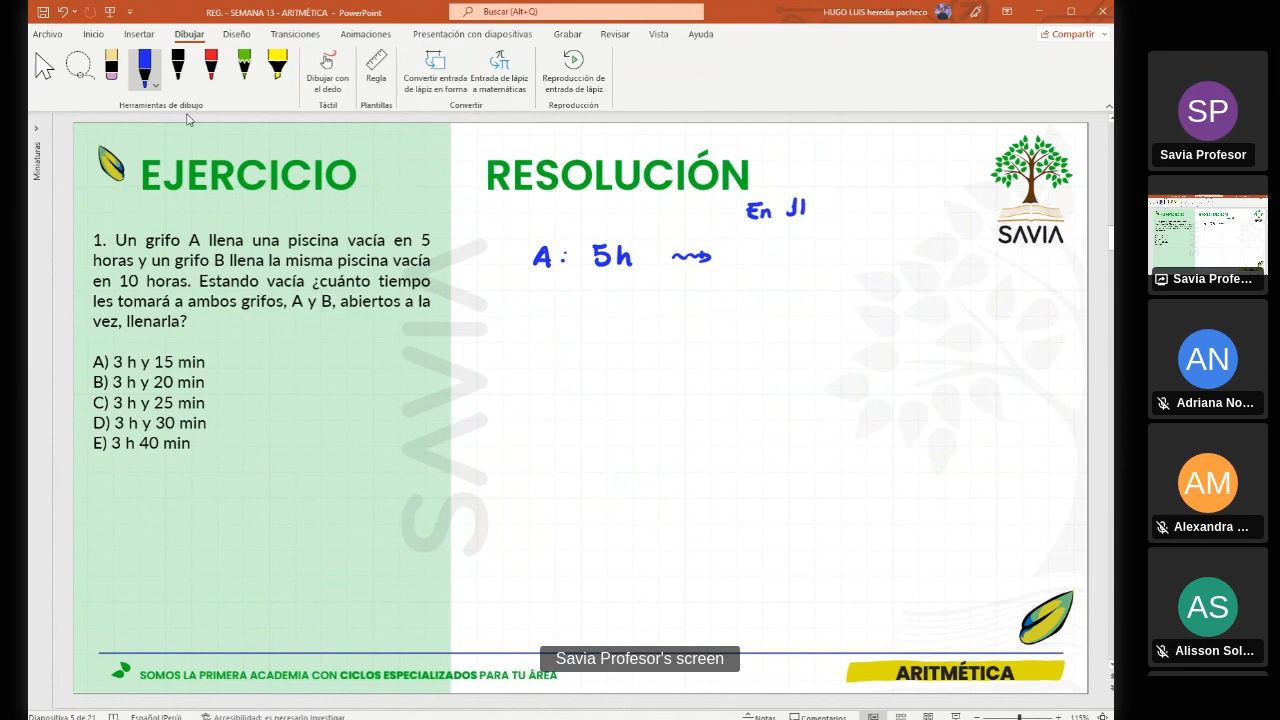 REG. - SEMANA 13 - ARITMÉTICA - PowerPoint
Buscar (Alt+Q)
HUGO LUIS heredia pacheco
Archivo Inicio Insertar Dibujar Diseño Transiciones Animaciones Presentación con diapositivas Grabar Revisar Vista Ayuda
Compartir
Dibujar con el dedo
Regla
Convertir entrada de lápiz en forma
Entrada de lápiz a matemáticas
Reproducción de entrada de lápiz
Herramientas de dibujo Táctil Plantillas Convertir Reproducción
Miniaturas
EJERCICIO
1. Un grifo A llena una piscina vacía en 5
horas y un grifo B llena la misma piscina vacía
en 10 horas. Estando vacía ¿cuánto tiempo
les tomará a ambos grifos, A y B, abiertos a la
vez, llenarla?
A) 3 h y 15 min
B) 3 h y 20 min
C) 3 h y 25 min
D) 3 h y 30 min
E) 3 h 40 min
RESOLUCIÓN
En
A: 5h
SAVIA
SAVIA
SOMOS LA PRIMERA ACADEMIA CON CICLOS ESPECIALIZADOS PARA TU ÁREA
ARITMÉTICA
Savia Profesor's screen
Diapositiva 5 de 21
Español (Perú)
Accesibilidad: es necesario investigar
Notas
Comentarios
115%
SP
Savia Profesor
Savia Profe...
AN
Adriana No...
AM
Alexandra ...
AS
Alisson Sol...